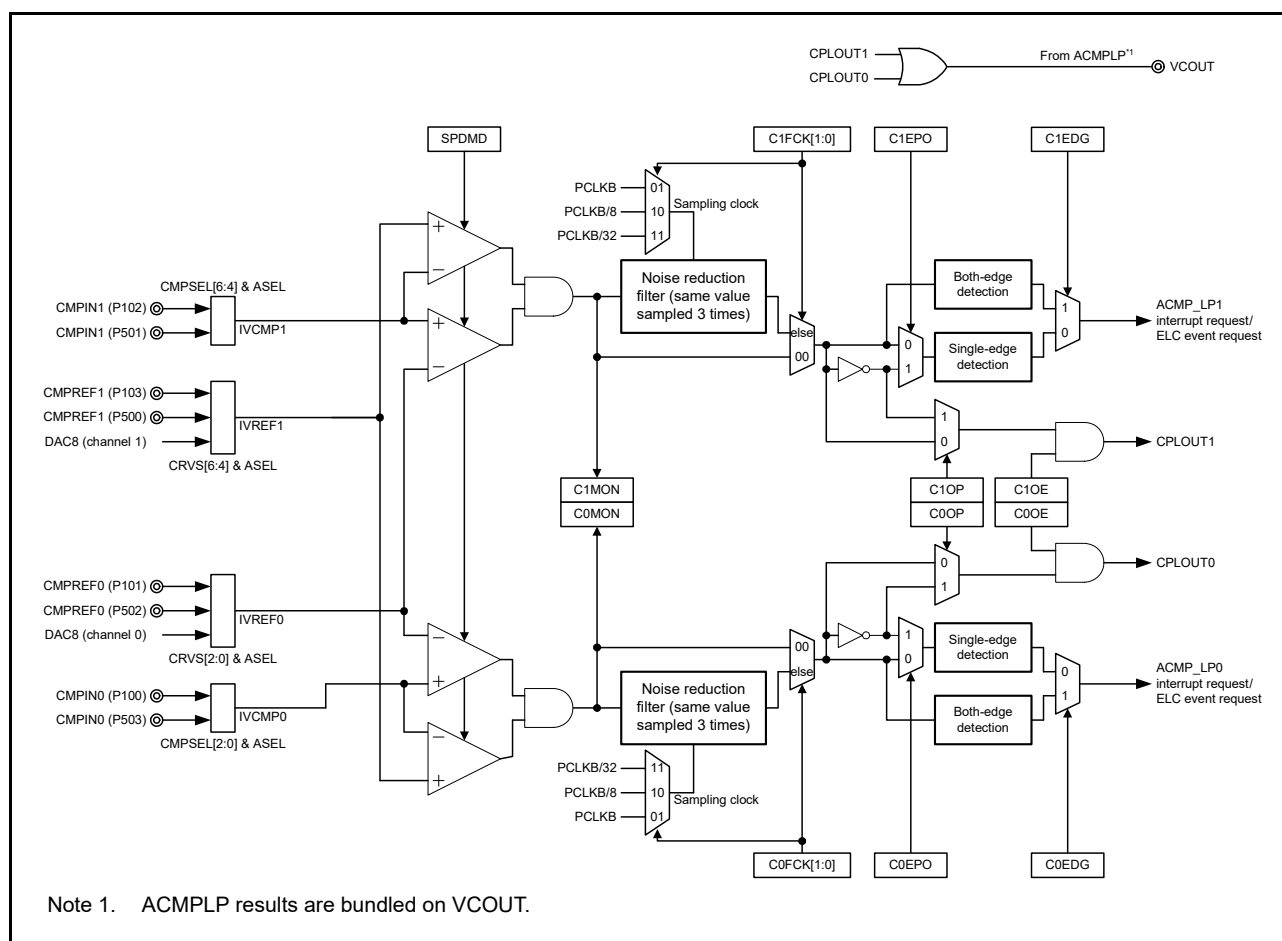 CPLOUT1
CPLOUT0
From ACMPLP*1
VCOUT
SPDMD
C1FCK[1:0]
C1EPO
C1EDG
PCLKB
PCLKB/8
PCLKB/32
01
10
11
Sampling clock
+
−
+
−
CMPSEL[6:4] & ASEL
CMPIN1 (P102)
CMPIN1 (P501)
IVCMP1
Noise reduction
filter (same value
sampled 3 times)
else
00
0
1
Both-edge
detection
Single-edge
detection
1
0
ACMP_LP1
interrupt request/
ELC event request
CMPREF1 (P103)
CMPREF1 (P500)
DAC8 (channel 1)
IVREF1
CRVS[6:4] & ASEL
1
0
CPLOUT1
C1MON
C0MON
C1OP
C0OP
C1OE
C0OE
CPLOUT0
0
1
CMPREF0 (P101)
CMPREF0 (P502)
DAC8 (channel 0)
IVREF0
CRVS[2:0] & ASEL
CMPIN0 (P100)
CMPIN0 (P503)
IVCMP0
CMPSEL[2:0] & ASEL
−
+
−
+
Noise reduction
filter (same value
sampled 3 times)
00
else
1
0
Single-edge
detection
Both-edge
detection
0
1
ACMP_LP0
interrupt request/
ELC event request
PCLKB/32
PCLKB/8
PCLKB
11
10
01
Sampling clock
C0FCK[1:0]
C0EPO
C0EDG
Note 1. ACMPLP results are bundled on VCOUT.